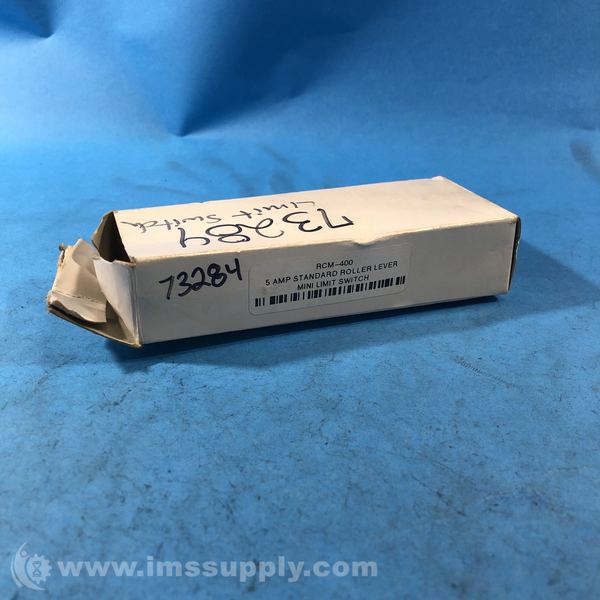 Limit Switch
73284
73284
RCM-400
5 AMP STANDARD ROLLER LEVER
MINI LIMIT SWITCH
www.imssupply.com